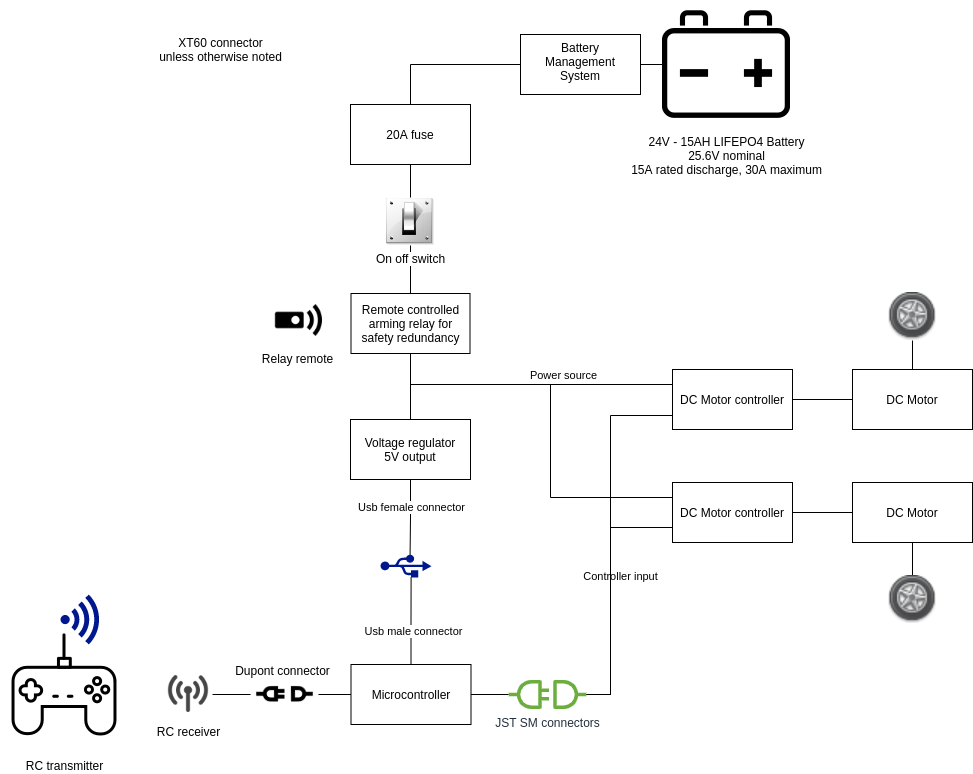 XT60 connector
unless otherwise noted
Battery
Management
System
24V - 15AH LIFEPO4 Battery
25.6V nominal
15A rated discharge, 30A maximum
20A fuse
On off switch
Remote controlled
arming relay for
safety redundancy
Relay remote
Power source
DC Motor controller
DC Motor
Voltage regulator
5V output
Usb female connector
DC Motor controller
DC Motor
Controller input
Usb male connector
Dupont connector
Microcontroller
JST SM connectors
RC receiver
RC transmitter